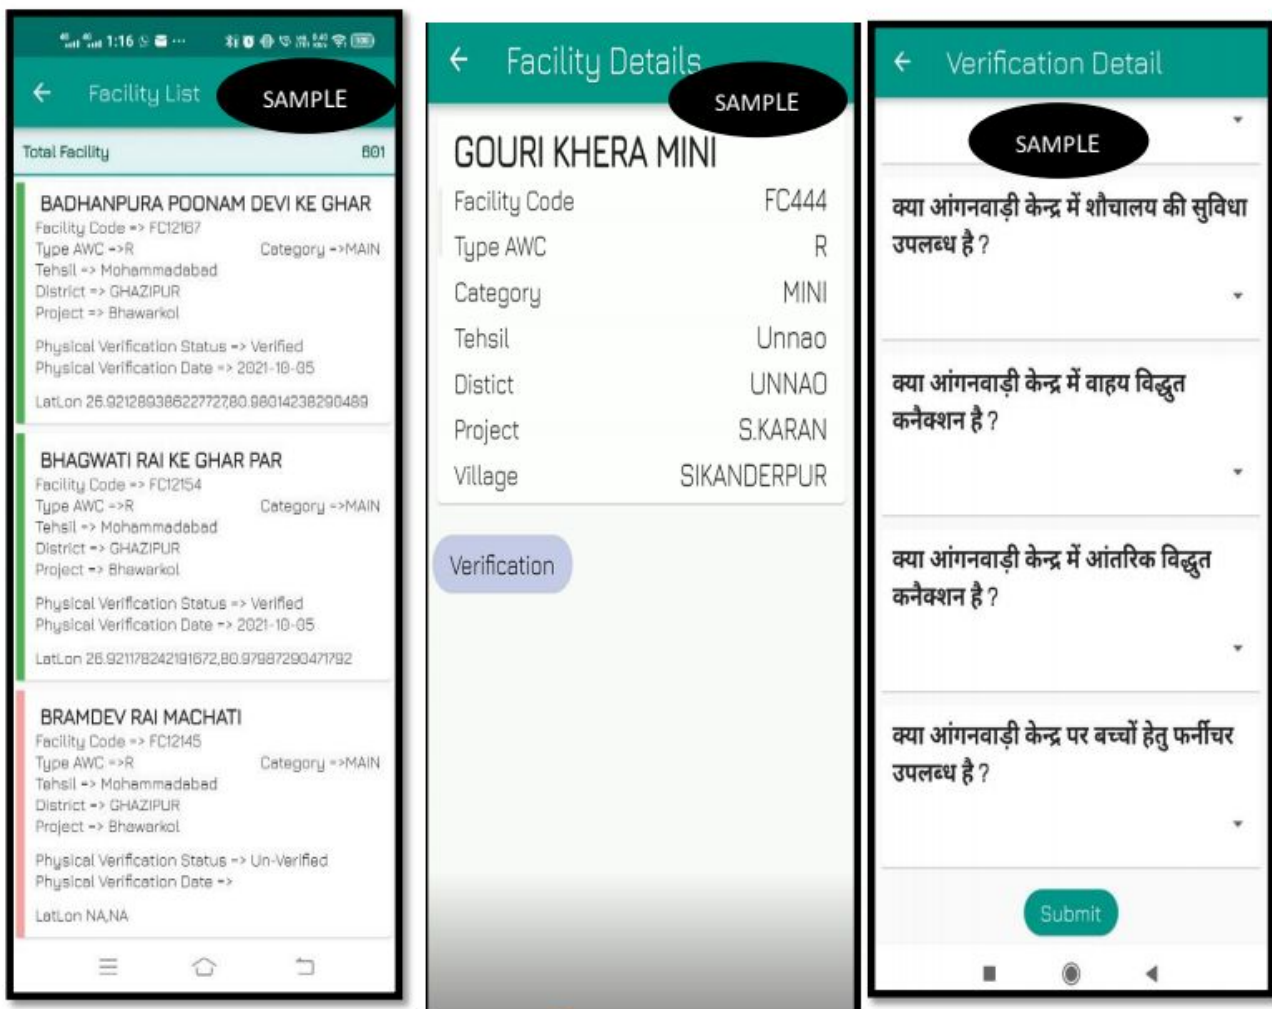 1:16
Facility List
SAMPLE
Total Facility 601
BADHANPURA POONAM DEVI KE GHAR
Facility Code => FC12167
Type AWC =>R Category =>MAIN
Tehsil => Mohammadabad
District => GHAZIPUR
Project => Bhawarkol
Physical Verification Status => Verified
Physical Verification Date => 2021-10-05
LatLon 26.921289386227727,80.98014238290489
BHAGWATI RAI KE GHAR PAR
Facility Code => FC12154
Type AWC =>R Category =>MAIN
Tehsil => Mohammadabad
District => GHAZIPUR
Project => Bhawarkol
Physical Verification Status => Verified
Physical Verification Date => 2021-10-05
LatLon 26.921178242191672,80.97987290471792
BRAMDEV RAI MACHATI
Facility Code => FC12145
Type AWC =>R Category =>MAIN
Tehsil => Mohammadabad
District => GHAZIPUR
Project => Bhawarkol
Physical Verification Status => Un-Verified
Physical Verification Date =>
LatLon NA,NA
Facility Details
SAMPLE
GOURI KHERA MINI
Facility Code FC444
Type AWC R
Category MINI
Tehsil Unnao
Distict UNNAO
Project S.KARAN
Village SIKANDERPUR
Verification
Verification Detail
SAMPLE
क्या आंगनवाड़ी केन्द्र में शौचालय की सुविधा
उपलब्ध है ?
क्या आंगनवाड़ी केन्द्र में वाहय विद्धुत
कनैक्शन है ?
क्या आंगनवाड़ी केन्द्र में आंतरिक विद्धुत
कनैक्शन है ?
क्या आंगनवाड़ी केन्द्र पर बच्चों हेतु फर्नीचर
उपलब्ध है ?
Submit